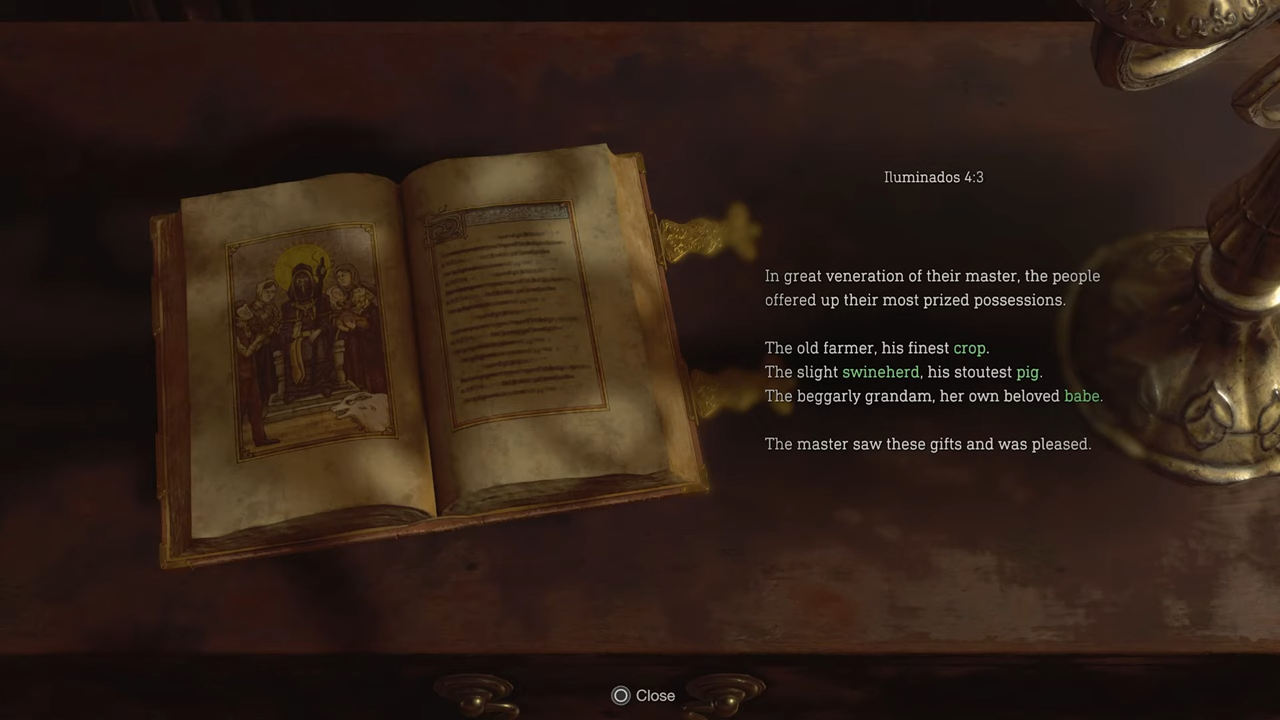 Iluminados 4:3
In great veneration of their master, the people
offered up their most prized possessions.
The old farmer, his finest crop.
The slight swineherd, his stoutest pig.
The beggarly grandam, her own beloved babe.
The master saw these gifts and was pleased.
Close